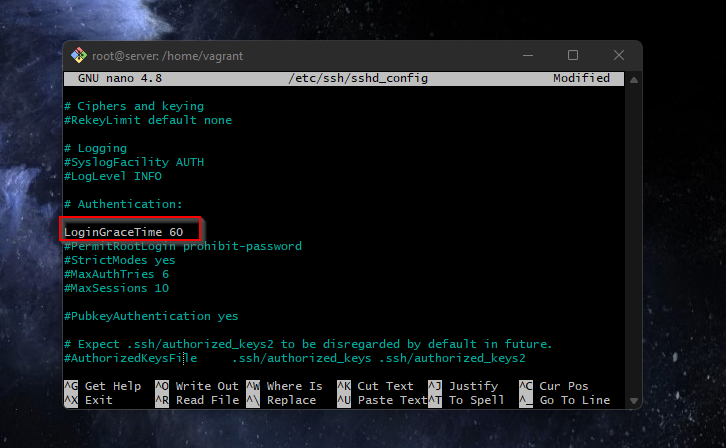 root@server: /home/vagrant
GNU nano 4.8 /etc/ssh/sshd_config Modified
# Ciphers and keying
#RekeyLimit default none
# Logging
#SyslogFacility AUTH
#LogLevel INFO
# Authentication:
LoginGraceTime 60
#PermitRootLogin prohibit-password
#StrictModes yes
#MaxAuthTries 6
#MaxSessions 10
#PubkeyAuthentication yes
# Expect .ssh/authorized_keys2 to be disregarded by default in future.
#AuthorizedKeysFile .ssh/authorized_keys .ssh/authorized_keys2
^G Get Help ^O Write Out ^W Where Is ^K Cut Text ^J Justify ^C Cur Pos
^X Exit ^R Read File ^\ Replace ^U Paste Text^T To Spell ^_ Go To Line